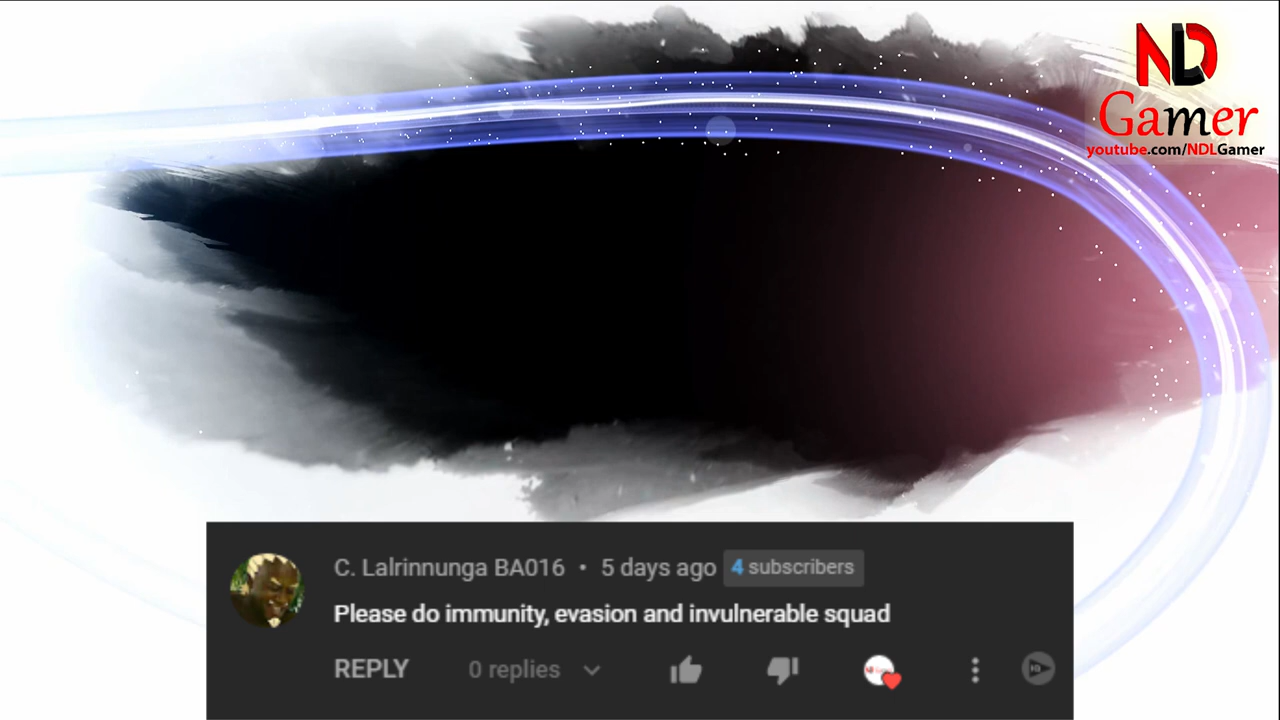 NDL
Gamer
youtube.com/NDLGamer
C. Lalrinnunga BA016 • 5 days ago 4 subscribers
Please do immunity, evasion and invulnerable squad
REPLY 0 replies